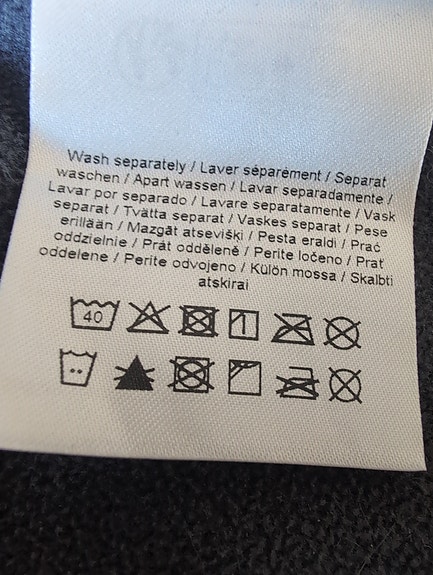 Wash separately / Laver séparément / Separat
waschen / Apart wassen / Lavar separadamente /
Lavar por separado / Lavare separatamente / Vask
separat / Tvätta separat / Vaskes separat / Pese
erillään / Mazgāt atsevišķi / Pesta eraldi / Prać
oddzielnie / Prát odděleně / Perite ločeno / Prať
oddelene / Perite odvojeno / Külön mossa / Skalbti
atskirai
40